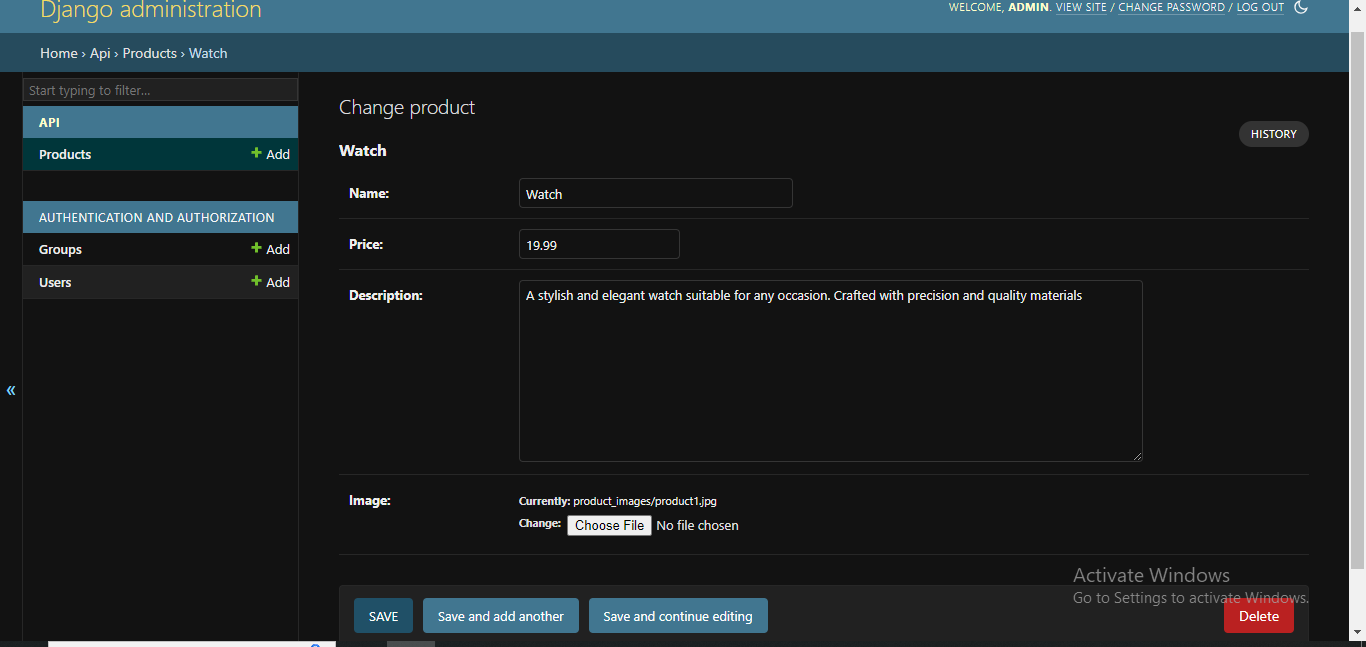 Django administration
WELCOME, ADMIN. VIEW SITE / CHANGE PASSWORD / LOG OUT
Home › Api › Products › Watch
Start typing to filter...
API
Products + Add
AUTHENTICATION AND AUTHORIZATION
Groups + Add
Users + Add
«
Change product
HISTORY
Watch
Name: Watch
Price: 19.99
Description: A stylish and elegant watch suitable for any occasion. Crafted with precision and quality materials
Image: Currently: product_images/product1.jpg
Change: Choose File No file chosen
Activate Windows
Go to Settings to activate Windows.
SAVE Save and add another Save and continue editing Delete